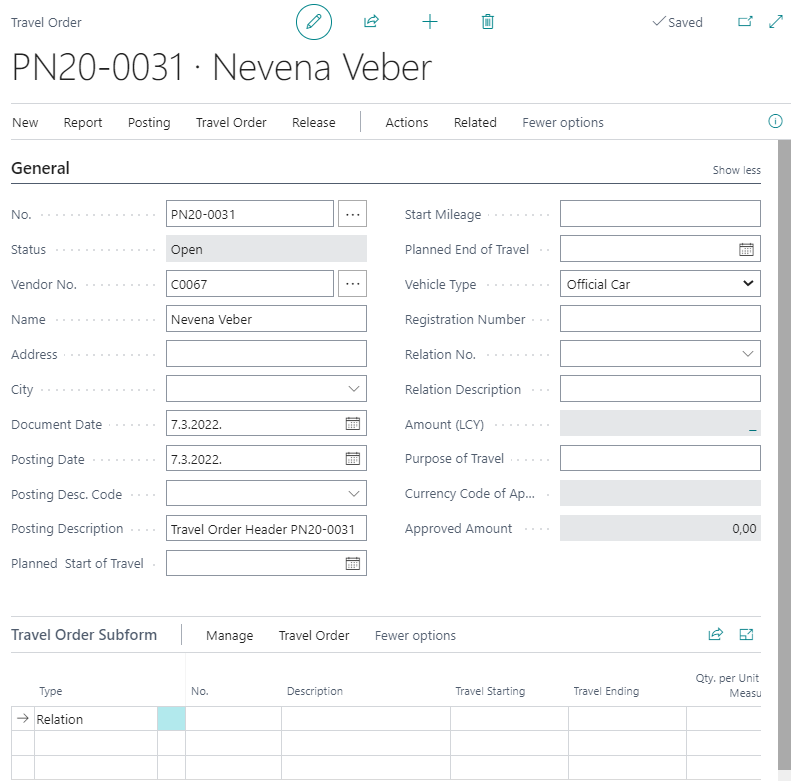 Travel Order
Saved
PN20-0031 · Nevena Veber
New Report Posting Travel Order Release Actions Related Fewer options
General
Show less
No. PN20-0031
Status Open
Vendor No. C0067
Name Nevena Veber
Address
City
Document Date 7.3.2022.
Posting Date 7.3.2022.
Posting Desc. Code
Posting Description Travel Order Header PN20-0031
Planned Start of Travel
Start Mileage
Planned End of Travel
Vehicle Type Official Car
Registration Number
Relation No.
Relation Description
Amount (LCY) _
Purpose of Travel
Currency Code of Ap...
Approved Amount 0,00
Travel Order Subform Manage Travel Order Fewer options
Type No. Description Travel Starting Travel Ending Qty. per Unit
Measu
Relation